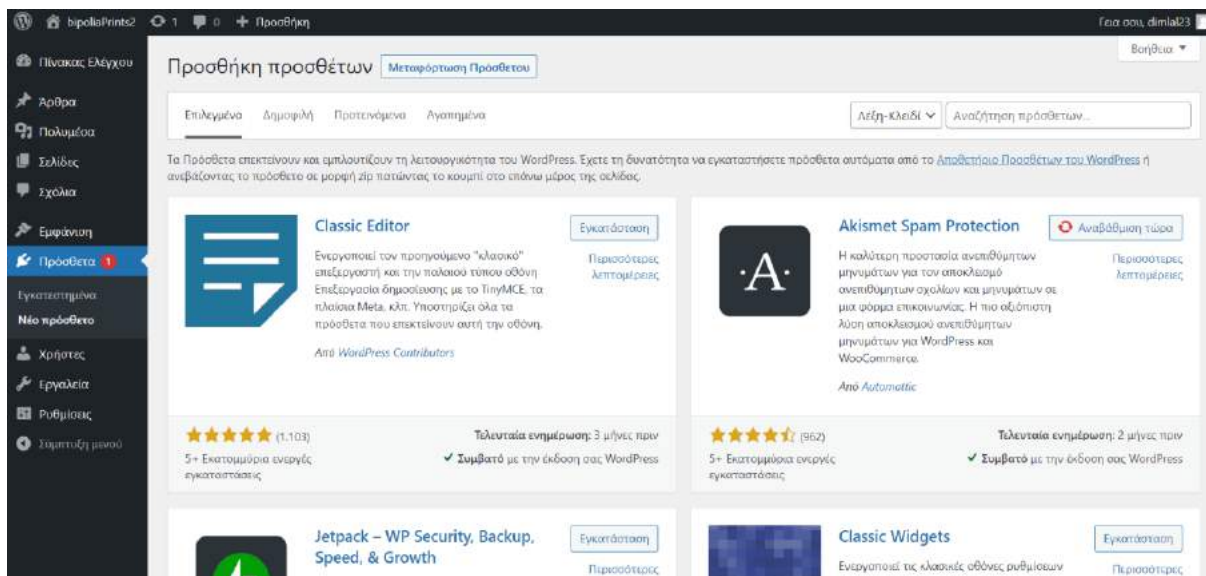 bipoliaPrints2 1 0 + Προσθήκη Γεια σου, dimlal23
Βοήθεια
Πίνακας Ελέγχου
Άρθρα
Πολυμέσα
Σελίδες
Σχόλια
Εμφάνιση
Πρόσθετα 1
Εγκατεστημένα
Νέο πρόσθετο
Χρήστες
Εργαλεία
Ρυθμίσεις
Σύμπτυξη μενού
Προσθήκη προσθέτων Μεταφόρτωση Πρόσθετου
Επιλεγμένα Δημοφιλή Προτεινόμενα Αγαπημένα Λέξη-Κλειδί Αναζήτηση πρόσθετων...
Τα Πρόσθετα επεκτείνουν και εμπλουτίζουν τη λειτουργικότητα του WordPress. Έχετε τη δυνατότητα να εγκαταστήσετε πρόσθετα αυτόματα από το Αποθετήριο Προσθέτων του WordPress ή
ανεβάζοντας το πρόσθετο σε μορφή zip πατώντας το κουμπί στο επάνω μέρος της σελίδας.
Classic Editor
Εγκατάσταση
Περισσότερες
λεπτομέρειες
Ενεργοποιεί τον προηγούμενο "κλασικό"
επεξεργαστή και την παλαιού τύπου οθόνη
Επεξεργασία δημοσίευσης με το TinyMCE, τα
πλαίσια Meta, κλπ. Υποστηρίζει όλα τα
πρόσθετα που επεκτείνουν αυτή την οθόνη.
Από WordPress Contributors
(1.103)
5+ Εκατομμύρια ενεργές
εγκαταστάσεις
Τελευταία ενημέρωση: 3 μήνες πριν
Συμβατό με την έκδοση σας WordPress
·A·
Akismet Spam Protection
Αναβάθμιση τώρα
Περισσότερες
λεπτομέρειες
Η καλύτερη προστασία ανεπιθύμητων
μηνυμάτων για τον αποκλεισμό
ανεπιθύμητων σχολίων και μηνυμάτων σε
μια φόρμα επικοινωνίας. Η πιο αξιόπιστη
λύση αποκλεισμού ανεπιθύμητων
μηνυμάτων για WordPress και
WooCommerce.
Από Automattic
(962)
5+ Εκατομμύρια ενεργές
εγκαταστάσεις
Τελευταία ενημέρωση: 2 μήνες πριν
Συμβατό με την έκδοση σας WordPress
Jetpack – WP Security, Backup,
Speed, & Growth
Εγκατάσταση
Περισσότερες
Classic Widgets
Εγκατάσταση
Περισσότερες
Ενεργοποιεί τις κλασικές οθόνες ρυθμίσεων